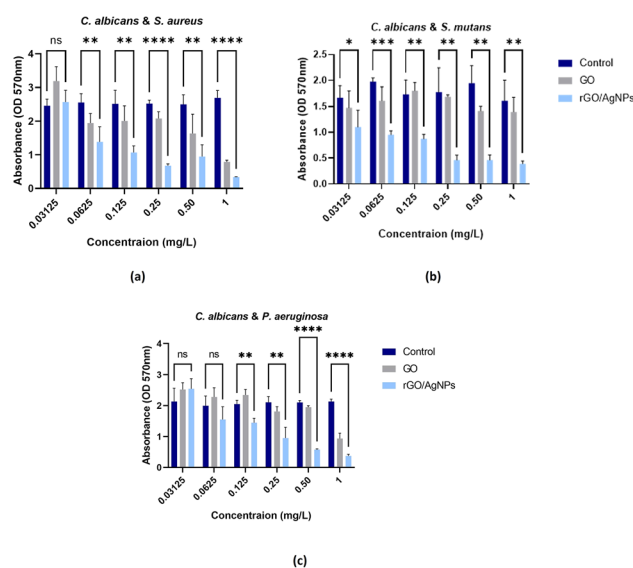 C. albicans & S. aureus
ns ** ** **** ** ****
Absorbance (OD 570nm)
4
3
2
1
0
0.03125 0.0625 0.125 0.25 0.50 1
Concentraion (mg/L)
(a)
C. albicans & S. mutans
* *** ** ** ** **
Absorbance (OD 570nm)
2.5
2.0
1.5
1.0
0.5
0.0
0.03125 0.0625 0.125 0.25 0.50 1
Concentraion (mg/L)
(b)
Control
GO
rGO/AgNPs
C. albicans & P. aeruginosa
ns ns ** ** **** ****
Absorbance (OD 570nm)
4
3
2
1
0
0.03125 0.0625 0.125 0.25 0.50 1
Concentraion (mg/L)
Control
GO
rGO/AgNPs
(c)